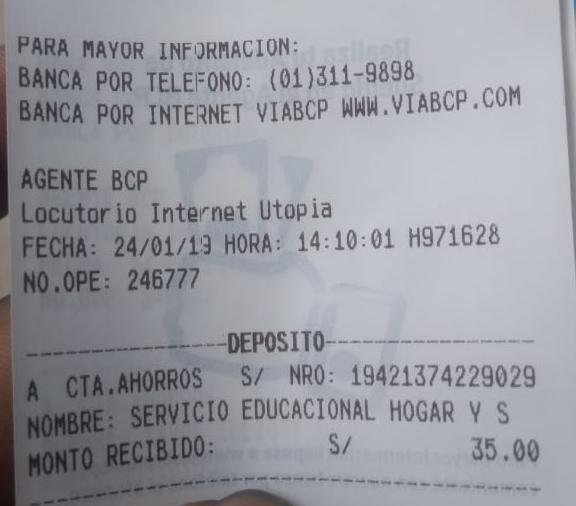 PARA MAYOR INFORMACION:
BANCA POR TELEFONO: (01)311-9898
BANCA POR INTERNET VIABCP WWW.VIABCP.COM
AGENTE BCP
Locutorio Internet Utopia
FECHA: 24/01/19 HORA: 14:10:01 H971628
NO.OPE: 246777
--------------------DEPOSITO---------------------
A CTA.AHORROS S/ NRO: 19421374229029
NOMBRE: SERVICIO EDUCACIONAL HOGAR Y S
MONTO RECIBIDO: S/ 35.00